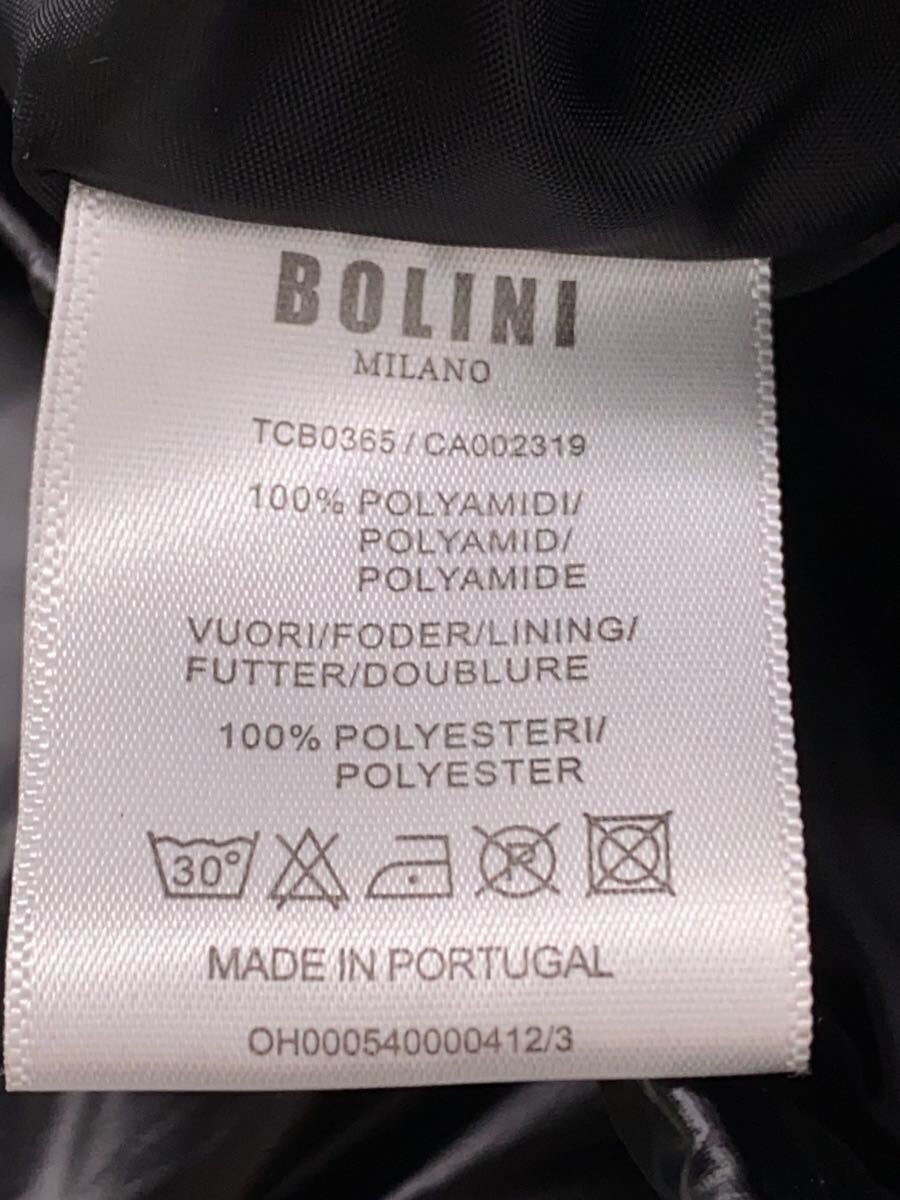 BOLINI
MILANO
TCB0365/CA002319
100% POLYAMIDI/
POLYAMID/
POLYAMIDE
VUORI/FODER/LINING/
FUTTER/DOUBLURE
100% POLYESTERI/
POLYESTER
30° P
MADE IN PORTUGAL
OH000540000412/3